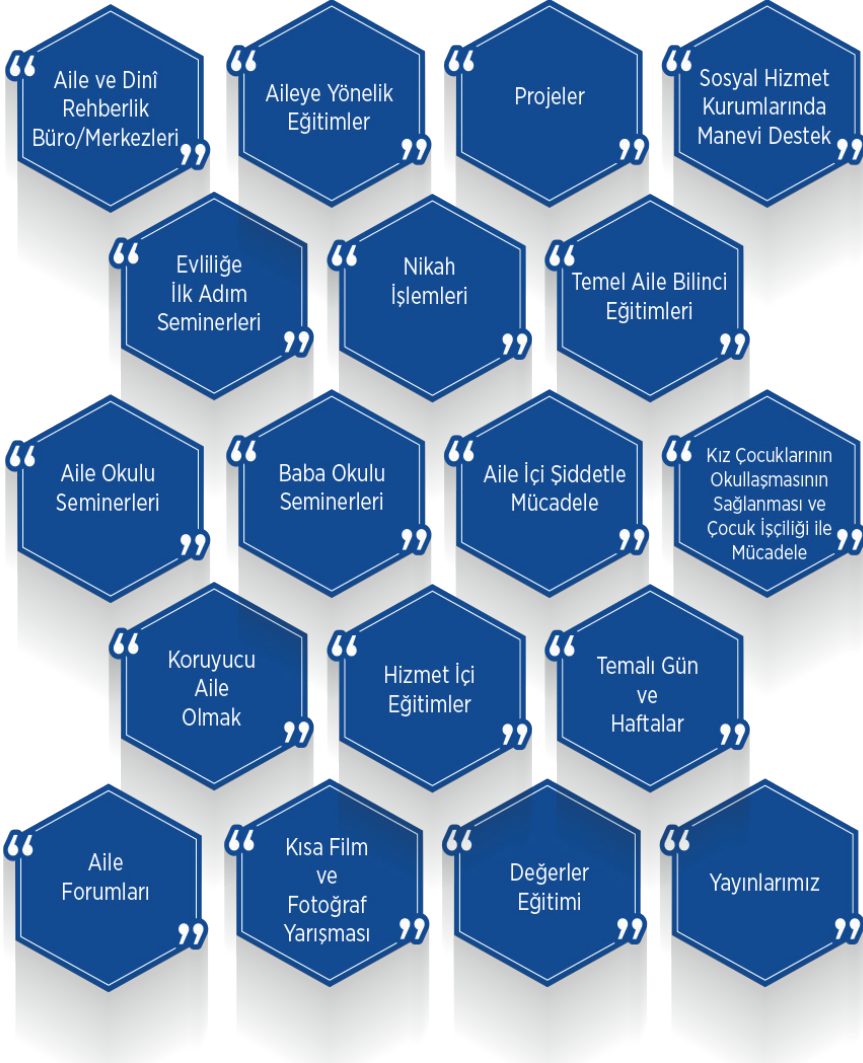 Aile ve Dinî
Rehberlik
Büro/Merkezleri
Aileye Yönelik
Eğitimler
Projeler
Sosyal Hizmet
Kurumlarında
Manevi Destek
Evliliğe
İlk Adım
Seminerleri
Nikah
İşlemleri
Temel Aile Bilinci
Eğitimleri
Aile Okulu
Seminerleri
Baba Okulu
Seminerleri
Aile İçi Şiddetle
Mücadele
Kız Çocuklarının
Okullaşmasının
Sağlanması ve
Çocuk İşçiliği ile
Mücadele
Koruyucu
Aile
Olmak
Hizmet İçi
Eğitimler
Temalı Gün
ve
Haftalar
Aile
Forumları
Kısa Film
ve
Fotoğraf
Yarışması
Değerler
Eğitimi
Yayınlarımız